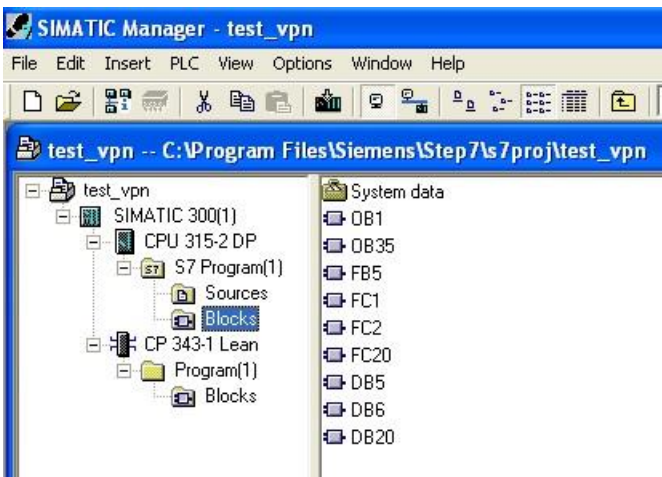 SIMATIC Manager - test_vpn
File Edit Insert PLC View Options Window Help
test_vpn -- C:\Program Files\Siemens\Step7\s7proj\test_vpn
test_vpn
SIMATIC 300(1)
CPU 315-2 DP
S7 Program(1)
Sources
Blocks
CP 343-1 Lean
Program(1)
Blocks
System data
OB1
OB35
FB5
FC1
FC2
FC20
DB5
DB6
DB20